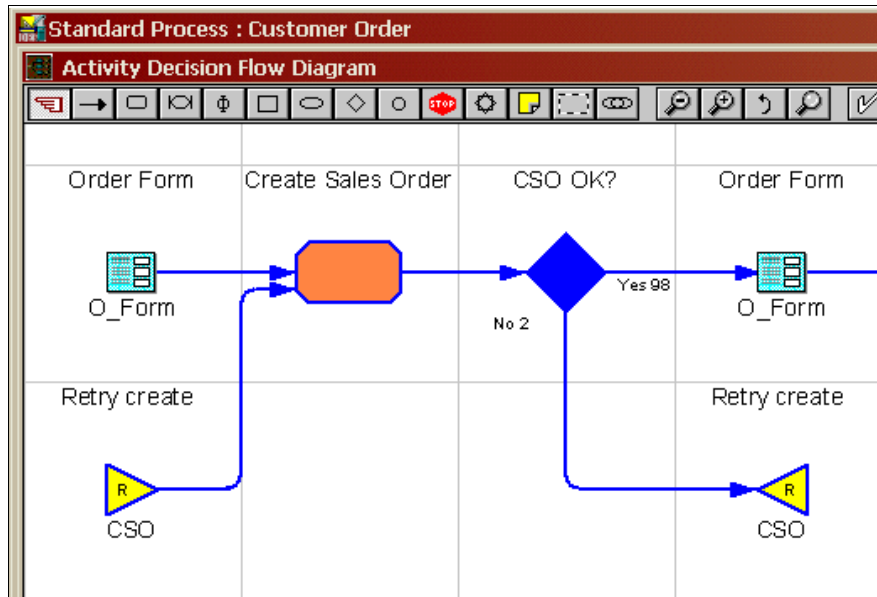 Standard Process : Customer Order
Activity Decision Flow Diagram
STOP
Order Form
Create Sales Order
CSO OK?
Order Form
O_Form
Yes 98
O_Form
No 2
Retry create
Retry create
R
R
CSO
CSO